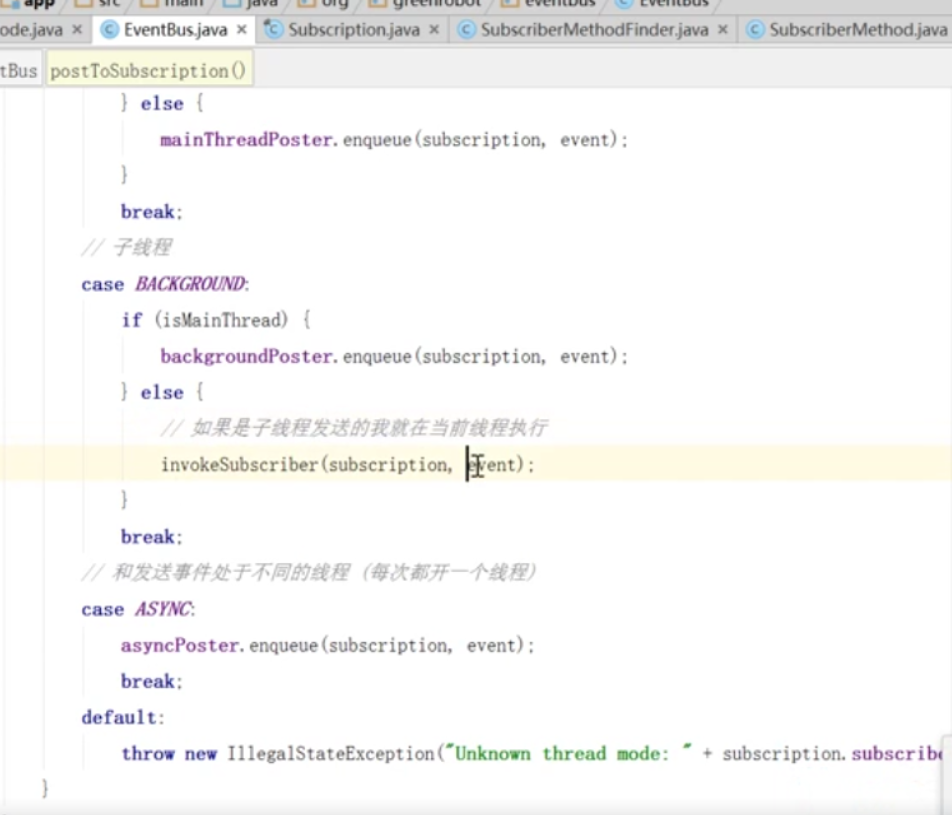 app src main java org greenrobot eventbus EventBus
ode.java × EventBus.java × Subscription.java × SubscriberMethodFinder.java × SubscriberMethod.java
tBus postToSubscription()
} else {
mainThreadPoster.enqueue(subscription, event);
}
break;
// 子线程
case BACKGROUND:
if (isMainThread) {
backgroundPoster.enqueue(subscription, event);
} else {
// 如果是子线程发送的我就在当前线程执行
invokeSubscriber(subscription, event);
}
break;
// 和发送事件处于不同的线程（每次都开一个线程）
case ASYNC:
asyncPoster.enqueue(subscription, event);
break;
default:
throw new IllegalStateException("Unknown thread mode: " + subscription.subscribe
}